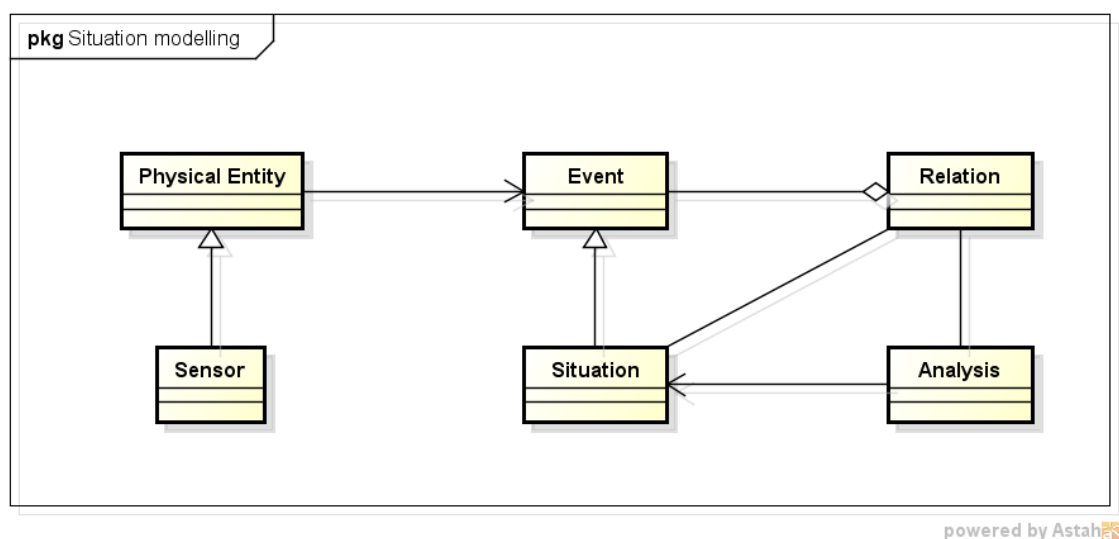 pkg Situation modelling
Physical Entity
Event
Relation
Sensor
Situation
Analysis
powered by Astah